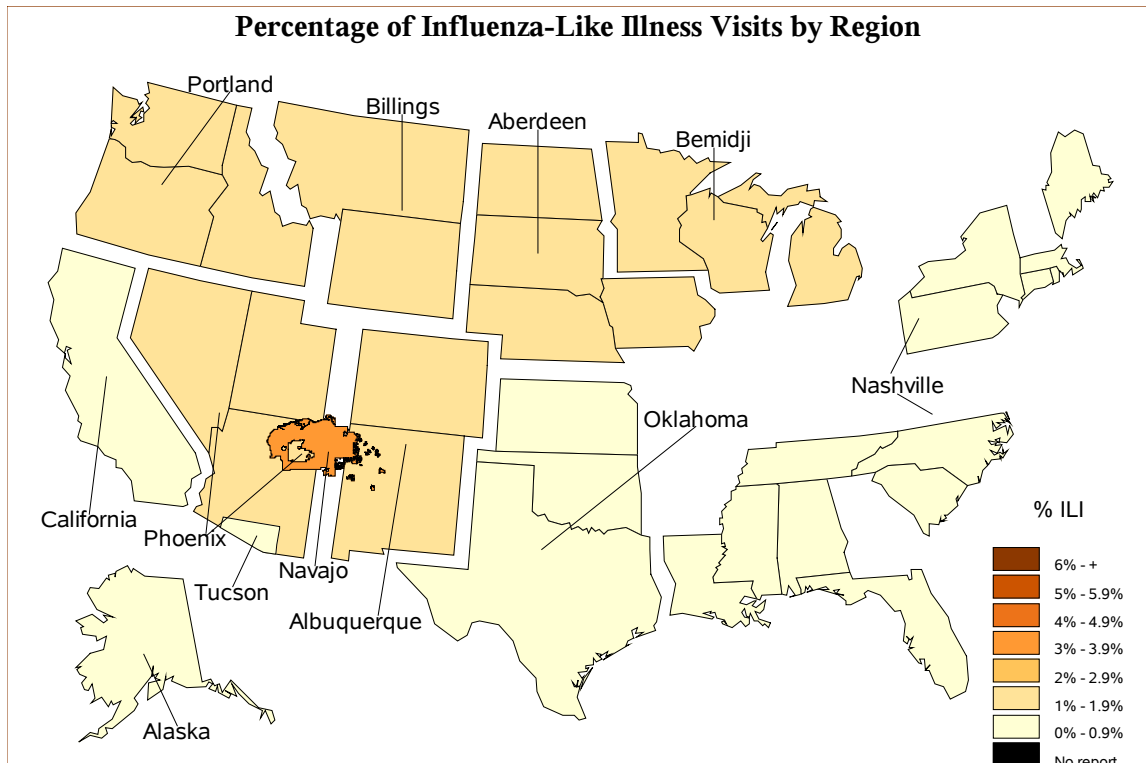 Percentage of Influenza-Like Illness Visits by Region
Portland
Billings
Aberdeen
Bemidji
Nashville
Oklahoma
California
Phoenix
Tucson
Navajo
Albuquerque
Alaska
% ILI
6% - +
5% - 5.9%
4% - 4.9%
3% - 3.9%
2% - 2.9%
1% - 1.9%
0% - 0.9%
No report